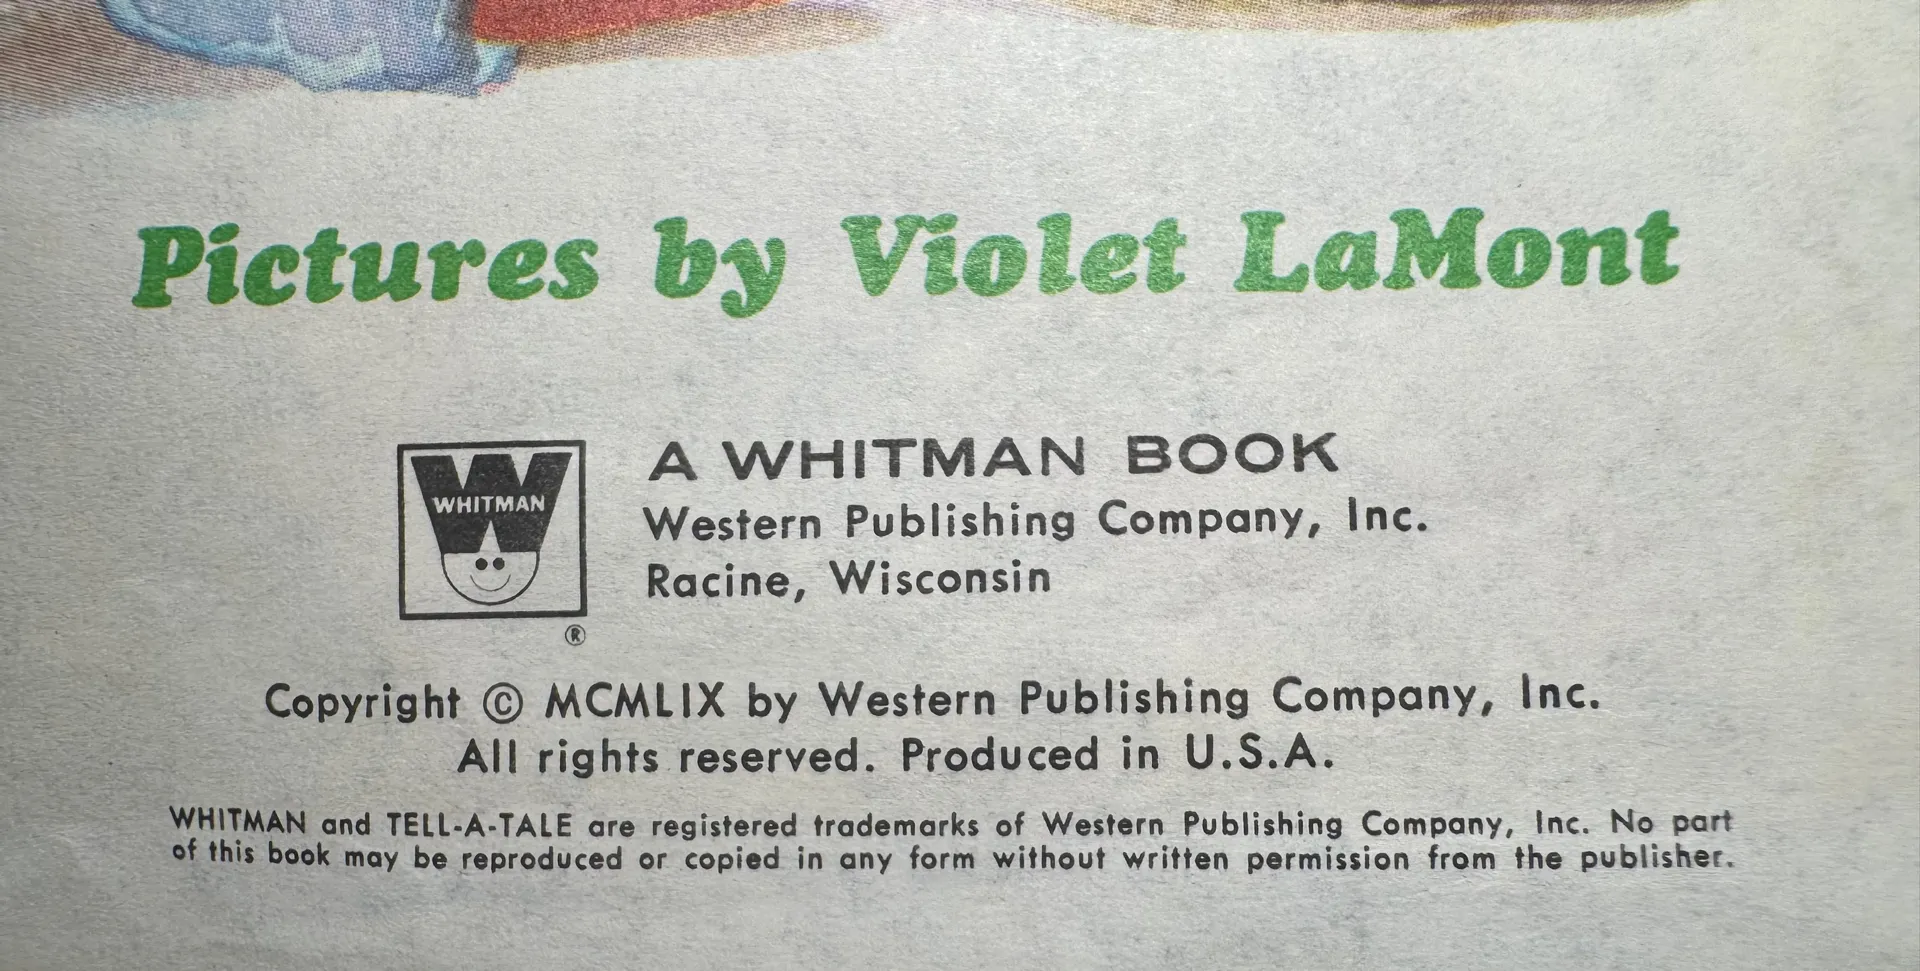 Pictures by Violet LaMont
WHITMAN
®
A WHITMAN BOOK
Western Publishing Company, Inc.
Racine, Wisconsin
Copyright © MCMLIX by Western Publishing Company, Inc.
All rights reserved. Produced in U.S.A.
WHITMAN and TELL-A-TALE are registered trademarks of Western Publishing Company, Inc. No part
of this book may be reproduced or copied in any form without written permission from the publisher.